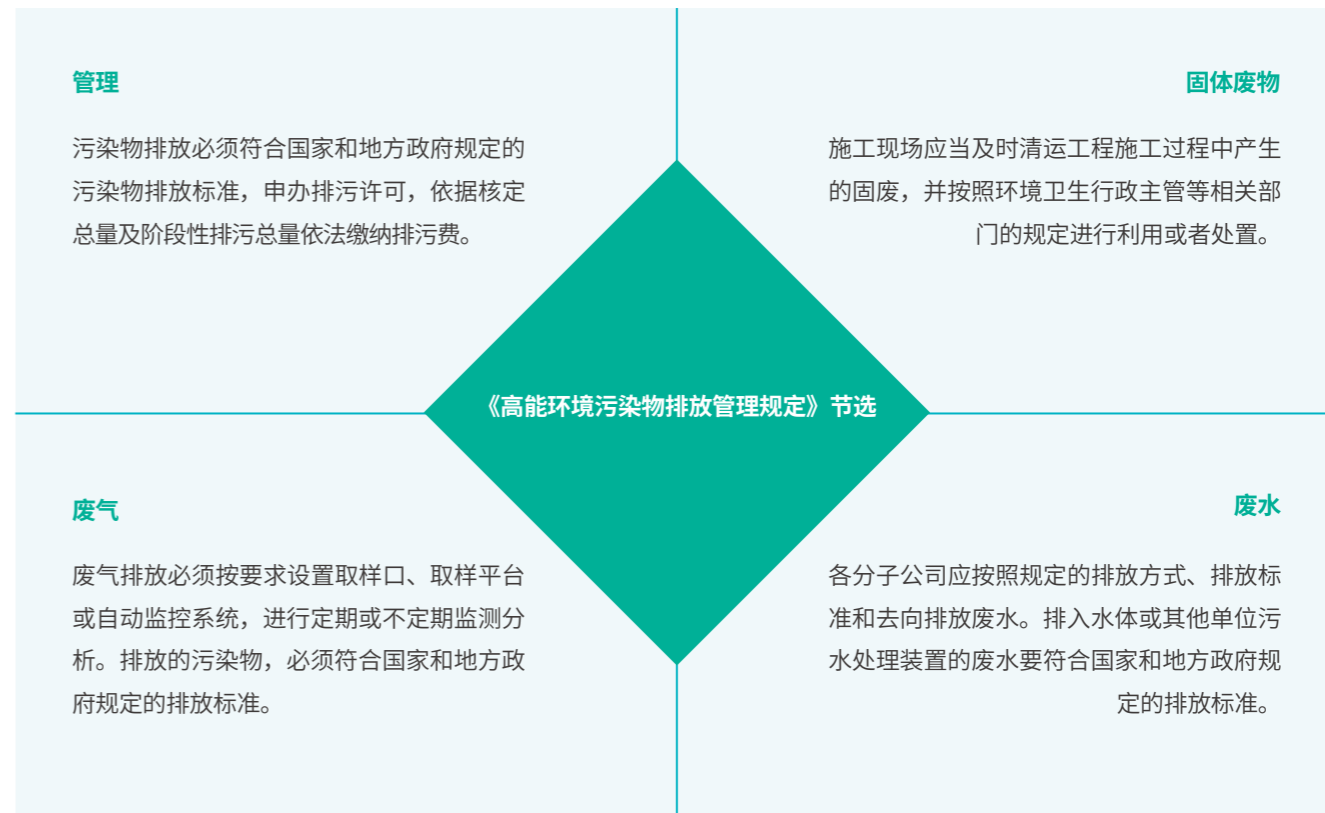 管理
污染物排放必须符合国家和地方政府规定的
污染物排放标准，申办排污许可，依据核定
总量及阶段性排污总量依法缴纳排污费。
固体废物
施工现场应当及时清运工程施工过程中产生
的固废，并按照环境卫生行政主管等相关部
门的规定进行利用或者处置。
《高能环境污染物排放管理规定》节选
废气
废气排放必须按要求设置取样口、取样平台
或自动监控系统，进行定期或不定期监测分
析。排放的污染物，必须符合国家和地方政
府规定的排放标准。
废水
各分子公司应按照规定的排放方式、排放标
准和去向排放废水。排入水体或其他单位污
水处理装置的废水要符合国家和地方政府规
定的排放标准。